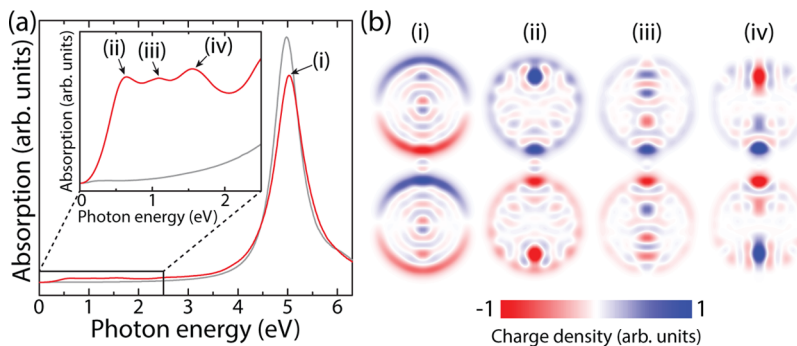 (a)
(b)
Absorption (arb. units)
Photon energy (eV)
0 1 2 3 4 5 6
(i)
Absorption (arb. units)
Photon energy (eV)
0 1 2
(ii)
(iii)
(iv)
(i) (ii) (iii) (iv)
-1 1
Charge density (arb. units)